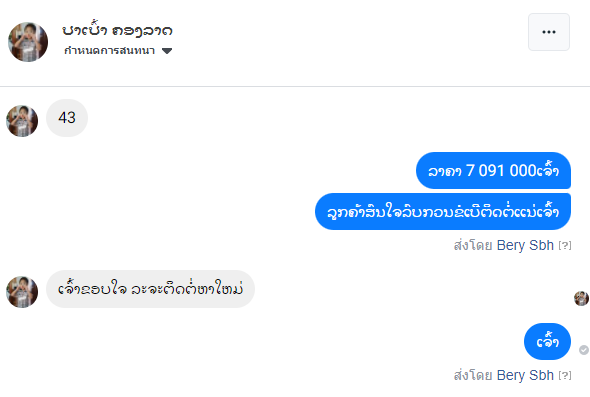 ປາເປົ້າ ຄອງລາດ
กำหนดการสนทนา
43
ລາຄາ 7 091 000ເຈົ້າ
ລູກຄ້າສົນໃຈລົບກວນຂໍເບີຕິດຕໍ່ແນ່ເຈົ້າ
ส่งโดย Bery Sbh [?]
ເຈົ້າຂອບໃຈ ລະຈະຕິດຕໍ່ຫາໃຫມ່
ເຈົ້າ
ส่งโดย Bery Sbh [?]